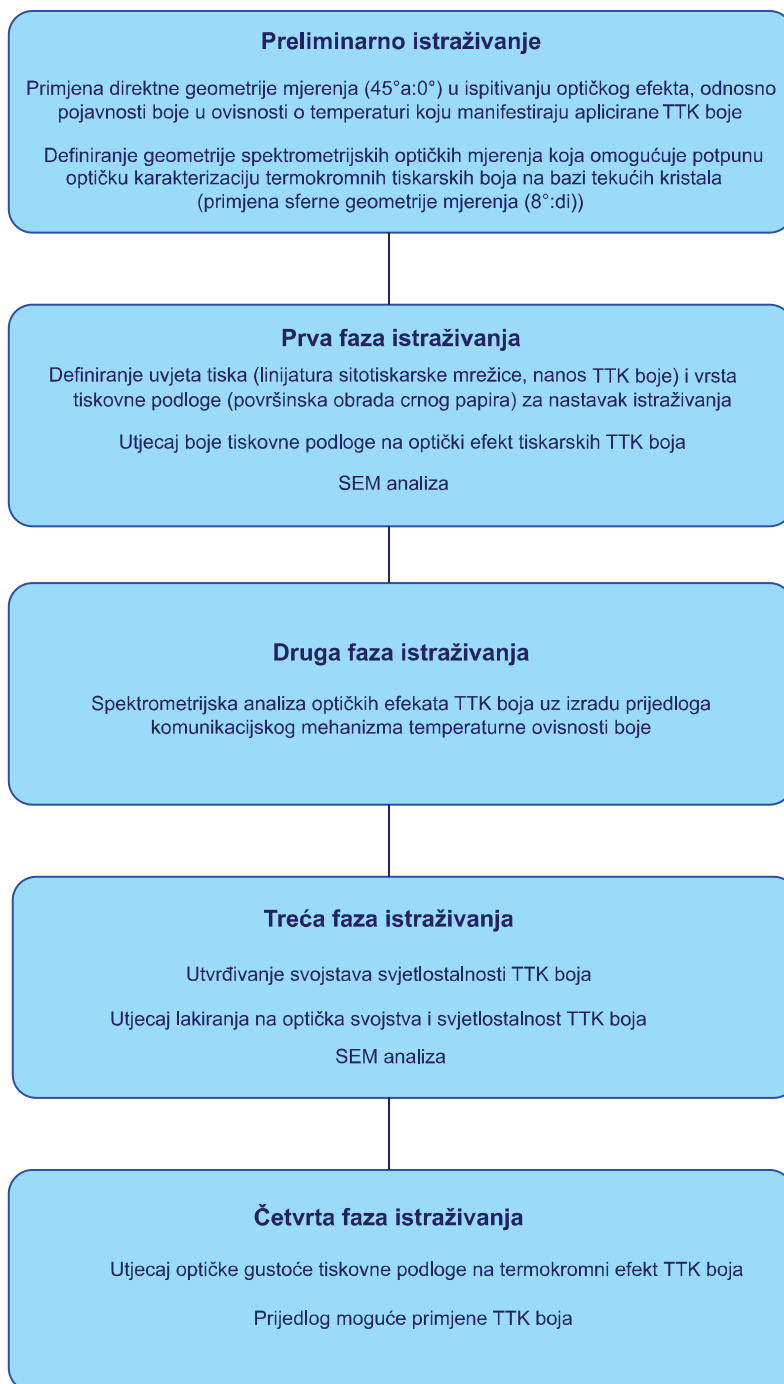 Preliminarno istraživanje
Primjena direktne geometrije mjerenja (45°a:0°) u ispitivanju optičkog efekta, odnosno
pojavnosti boje u ovisnosti o temperaturi koju manifestiraju aplicirane TTK boje
Definiranje geometrije spektrometrijskih optičkih mjerenja koja omogućuje potpunu
optičku karakterizaciju termokromnih tiskarskih boja na bazi tekućih kristala
(primjena sferne geometrije mjerenja (8°:di))
Prva faza istraživanja
Definiranje uvjeta tiska (linijatura sitotiskarske mrežice, nanos TTK boje) i vrsta
tiskovne podloge (površinska obrada crnog papira) za nastavak istraživanja
Utjecaj boje tiskovne podloge na optički efekt tiskarskih TTK boja
SEM analiza
Druga faza istraživanja
Spektrometrijska analiza optičkih efekata TTK boja uz izradu prijedloga
komunikacijskog mehanizma temperaturne ovisnosti boje
Treća faza istraživanja
Utvrđivanje svojstava svjetlostalnosti TTK boja
Utjecaj lakiranja na optička svojstva i svjetlostalnost TTK boja
SEM analiza
Četvrta faza istraživanja
Utjecaj optičke gustoće tiskovne podloge na termokromni efekt TTK boja
Prijedlog moguće primjene TTK boja